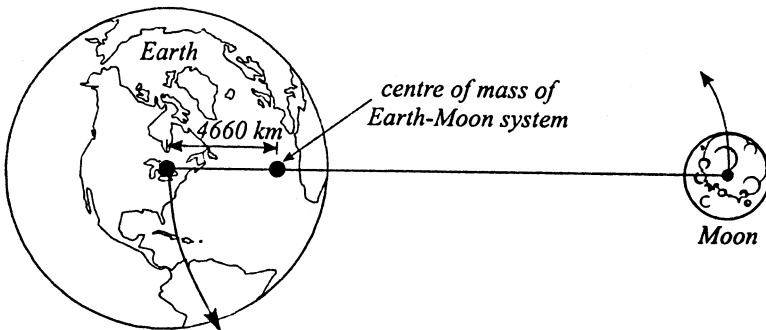 Earth
4660 km
centre of mass of
Earth-Moon system
Moon